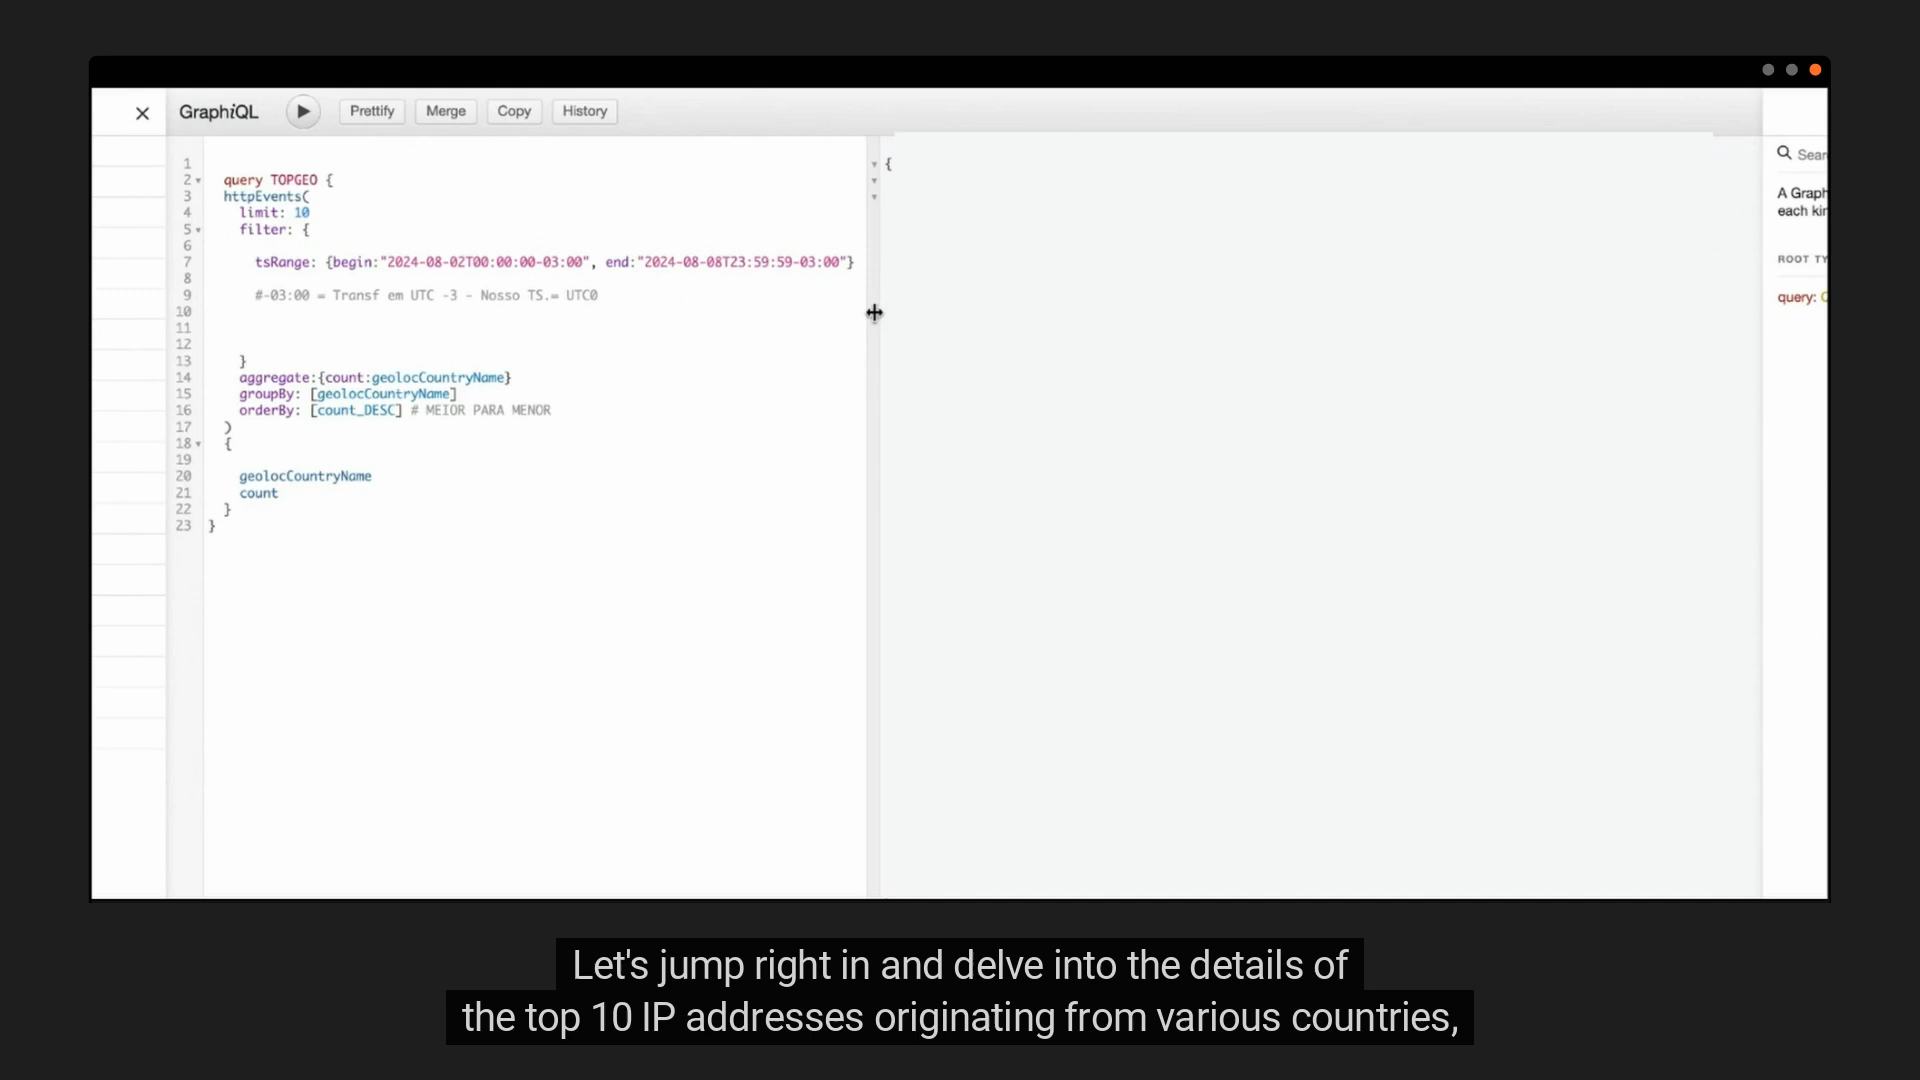 GraphiQL Prettify Merge Copy History
1
2 query TOPGEO {
3 httpEvents(
4 limit: 10
5 filter: {
6
7 tsRange: {begin:"2024-08-02T00:00:00-03:00", end:"2024-08-08T23:59:59-03:00"}
8
9 #-03:00 = Transf em UTC -3 - Nosso TS.= UTC0
10
11
12
13 }
14 aggregate:{count:geolocCountryName}
15 groupBy: [geolocCountryName]
16 orderBy: [count_DESC] # MEIOR PARA MENOR
17 )
18 {
19
20 geolocCountryName
21 count
22 }
23 }
{
Sear
A Graph
each kin
ROOT TY
query:
Let's jump right in and delve into the details of
the top 10 IP addresses originating from various countries,